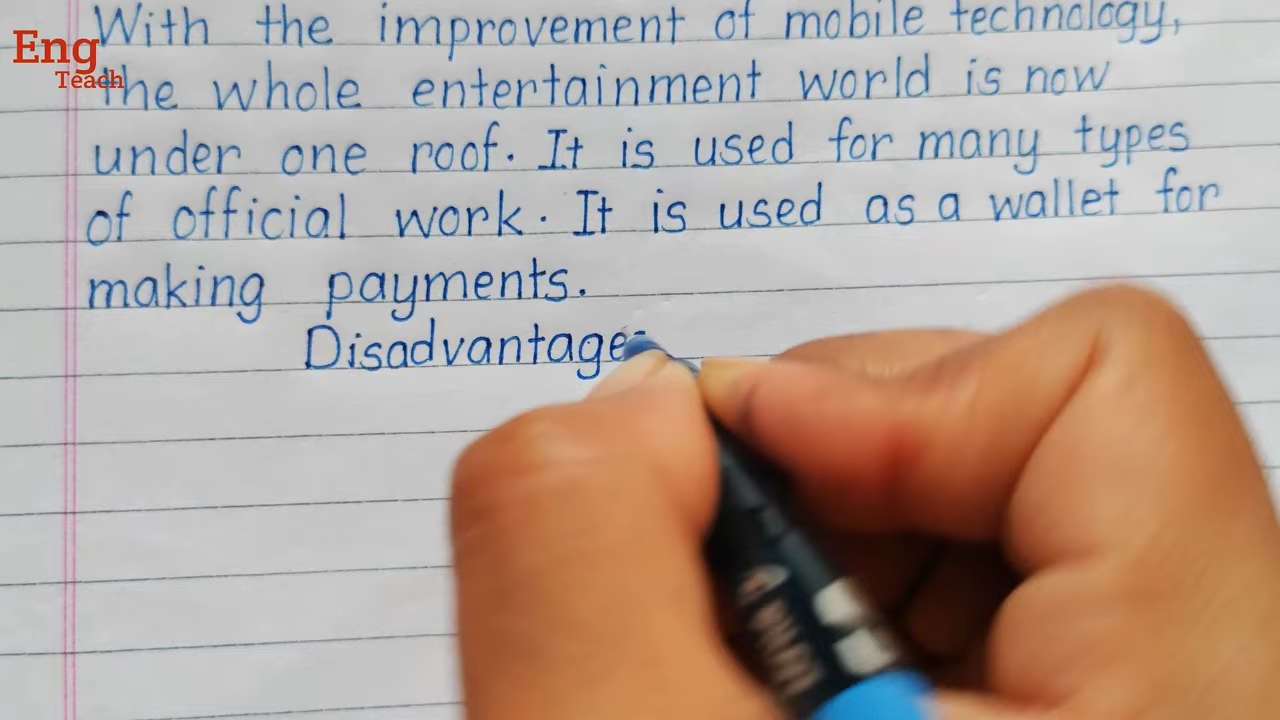 Eng
Teach
With the improvement of mobile technology,
the whole entertainment world is now
under one roof. It is used for many types
of official work. It is used as a wallet for
making payments.
Disadvantages